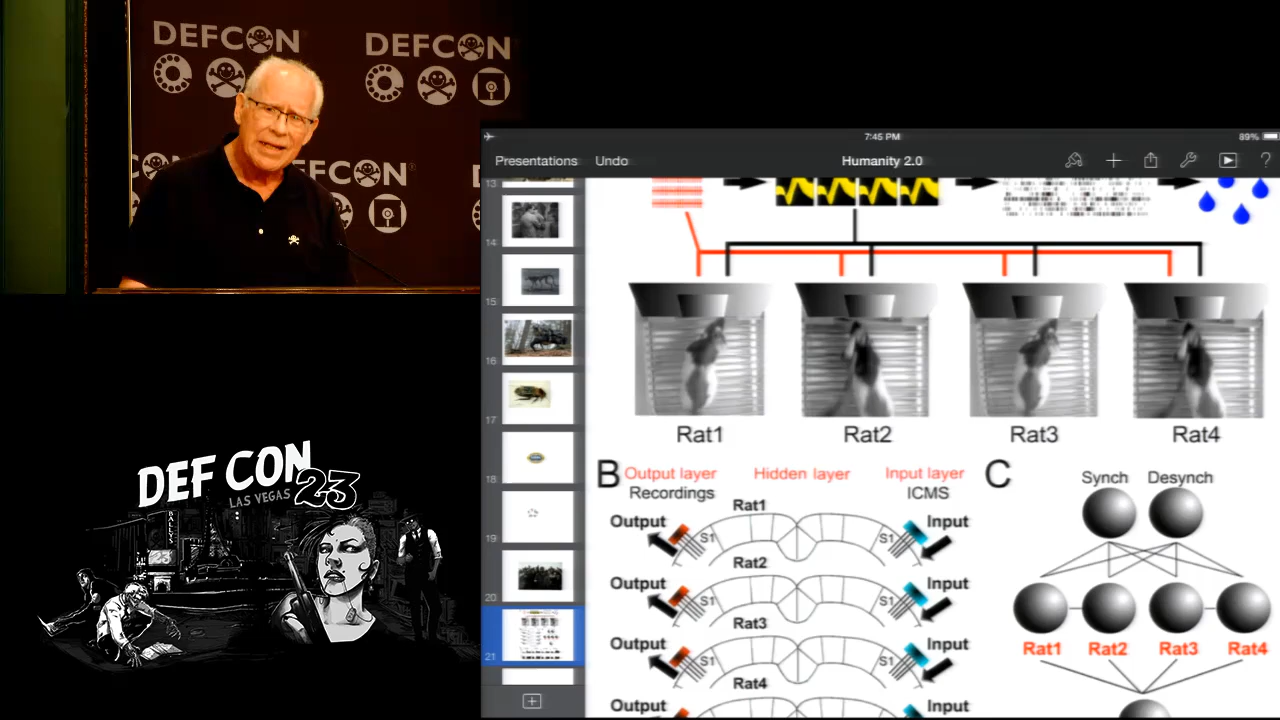 DEFCON DEFCON
CON
CON
7:45 PM
89%
Presentations Undo
Humanity 2.0
?
13
14
15
16
17
18
19
20
21
Rat1 Rat2 Rat3 Rat4
B
Output layer Hidden layer Input layer
Recordings ICMS
Rat1
Output S1 S1 Input
Rat2
Output S1 S1 Input
Rat3
Output S1 S1 Input
Rat4
Output Input
C
Synch Desynch
Rat1 Rat2 Rat3 Rat4
DEF CON
LAS VEGAS 23
BALLY'S